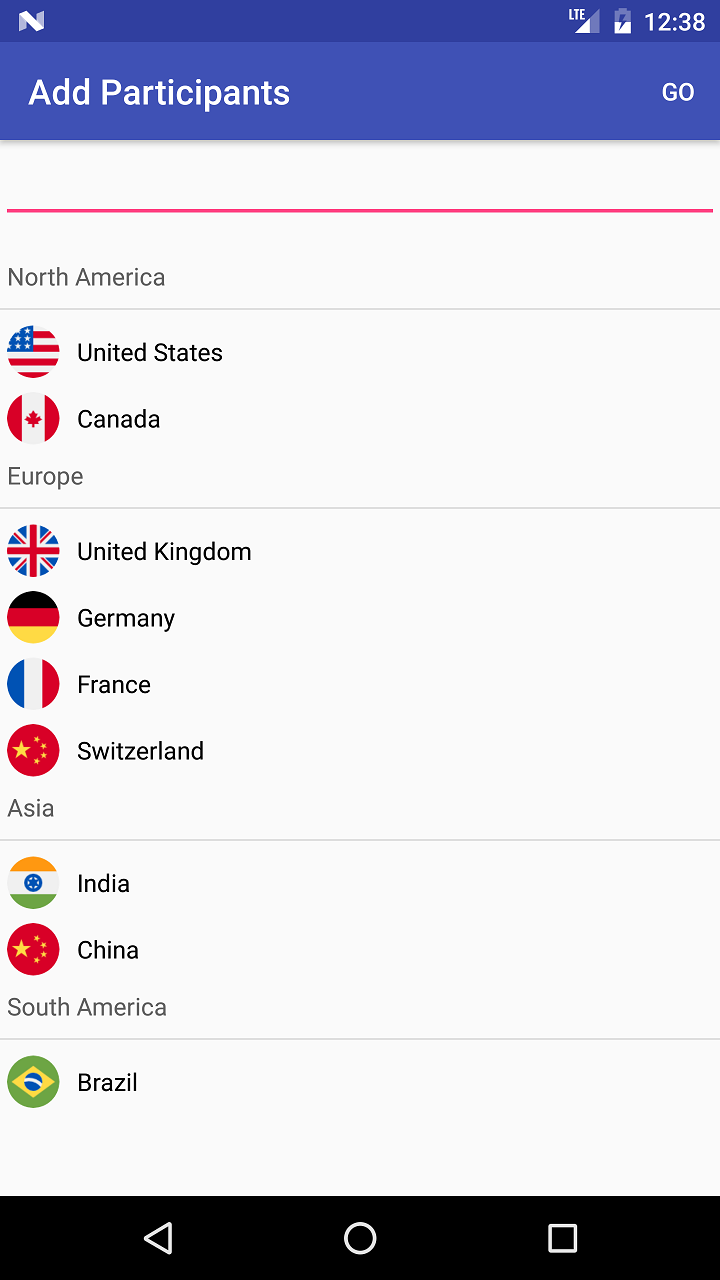 LTE 12:38
Add Participants GO
North America
United States
Canada
Europe
United Kingdom
Germany
France
Switzerland
Asia
India
China
South America
Brazil